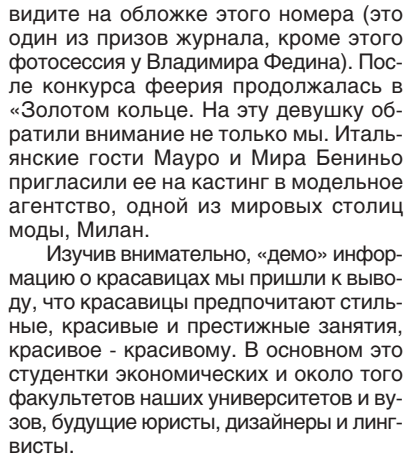 видите на обложке этого номера (это
один из призов журнала, кроме этого
фотосессия у Владимира Федина). Пос-
ле конкурса феерия продолжалась в
«Золотом кольце. На эту девушку об-
ратили внимание не только мы. Италь-
янские гости Мауро и Мира Бениньо
пригласили ее на кастинг в модельное
агентство, одной из мировых столиц
моды, Милан.
Изучив внимательно, «демо» инфор-
мацию о красавицах мы пришли к выво-
ду, что красавицы предпочитают стиль-
ные, красивые и престижные занятия,
красивое - красивому. В основном это
студентки экономических и около того
факультетов наших университетов и ву-
зов, будущие юристы, дизайнеры и линг-
висты.